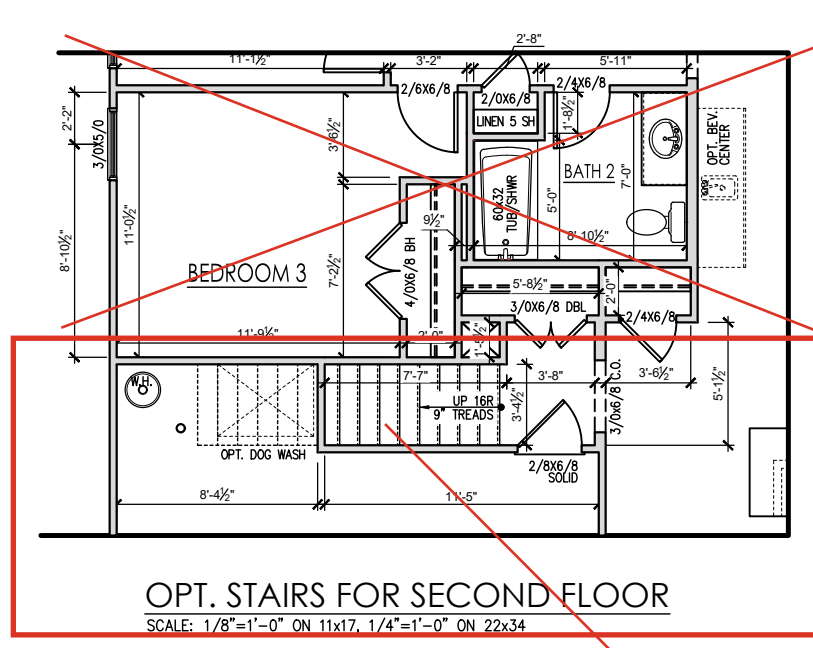 2'-8"
11'-1½"
3'-2"
5'-11"
2/6X6/8
2/0X6/8
2/4X6/8
LINEN 5 SH
1'-8½"
2'-2"
3/0X5/0
3'-6½"
OPT. BEV.
CENTER
BATH 2
7'-0"
5'-0"
60x32
TUB/SHWR
9½"
8'-10½"
11'-0½"
8'-10½"
7'-2½"
4/0X6/8 BH
BEDROOM 3
5'-8½"
2'-0"
3/0X6/8 DBL
2/4X6/8
11'-9½"
2'-0"
1'-5½"
W.H.
7'-7"
3'-8"
3'-6½"
5'-1½"
3/0x6/8 C.O.
UP 16R
9" TREADS
3'-4½"
OPT. DOG WASH
2/8X6/8
SOLID
8'-4½"
11'-5"
OPT. STAIRS FOR SECOND FLOOR
SCALE: 1/8"=1'-0" ON 11x17, 1/4"=1'-0" ON 22x34